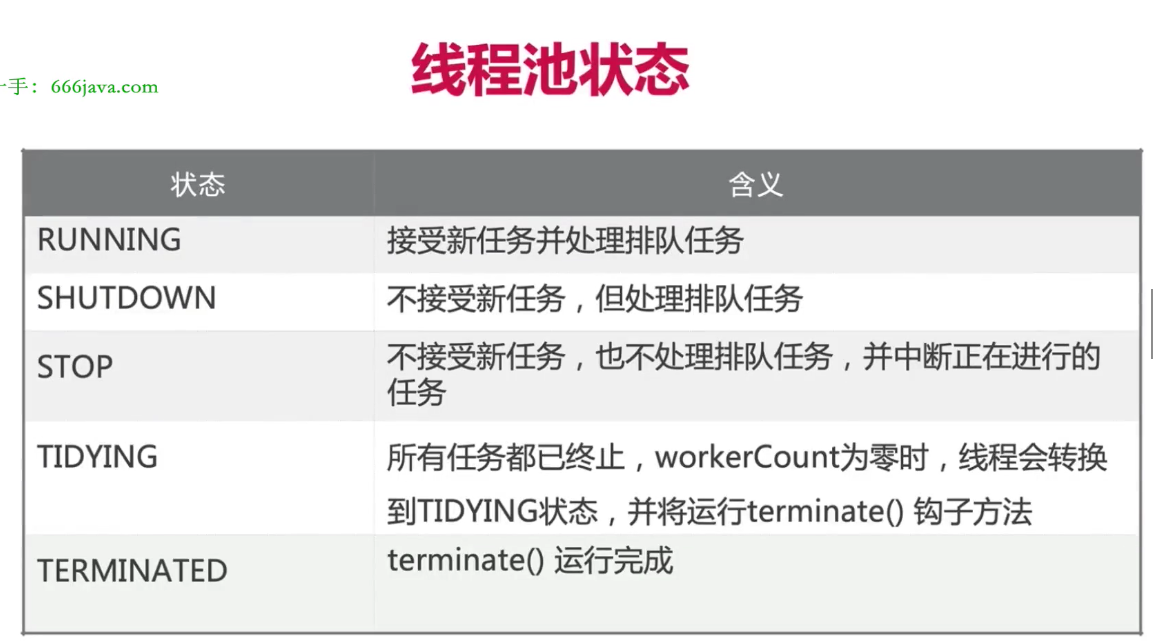 线程池状态
一手：666java.com
状态 含义
RUNNING 接受新任务并处理排队任务
SHUTDOWN 不接受新任务，但处理排队任务
STOP 不接受新任务，也不处理排队任务，并中断正在进行的
任务
TIDYING 所有任务都已终止，workerCount为零时，线程会转换
到TIDYING状态，并将运行terminate() 钩子方法
TERMINATED terminate() 运行完成